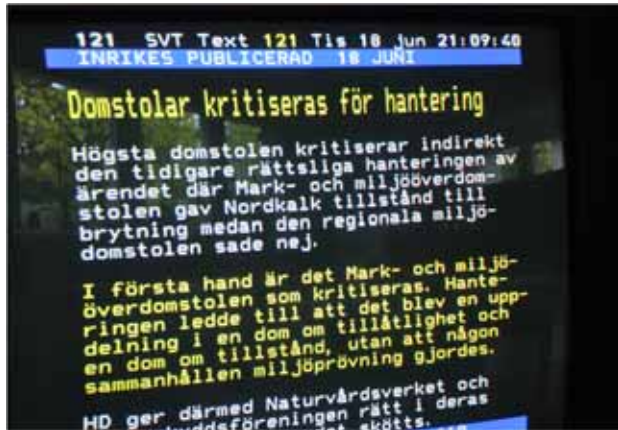 121 SVT Text 121 Tis 18 jun 21:09:40
INRIKES PUBLICERAD 18 JUNI
Domstolar kritiseras för hantering
Högsta domstolen kritiserar indirekt
den tidigare rättsliga hanteringen av
ärendet där Mark- och miljööverdom-
stolen gav Nordkalk tillstånd till
brytning medan den regionala miljö-
domstolen sade nej.
I första hand är det Mark- och miljö-
överdomstolen som kritiseras. Hante-
ringen ledde till att det blev en upp-
delning i en dom om tillåtlighet och
en dom om tillstånd, utan att någon
sammanhållen miljöprövning gjordes.
HD ger därmed Naturvårdsverket och
rätt i deras
skötts.